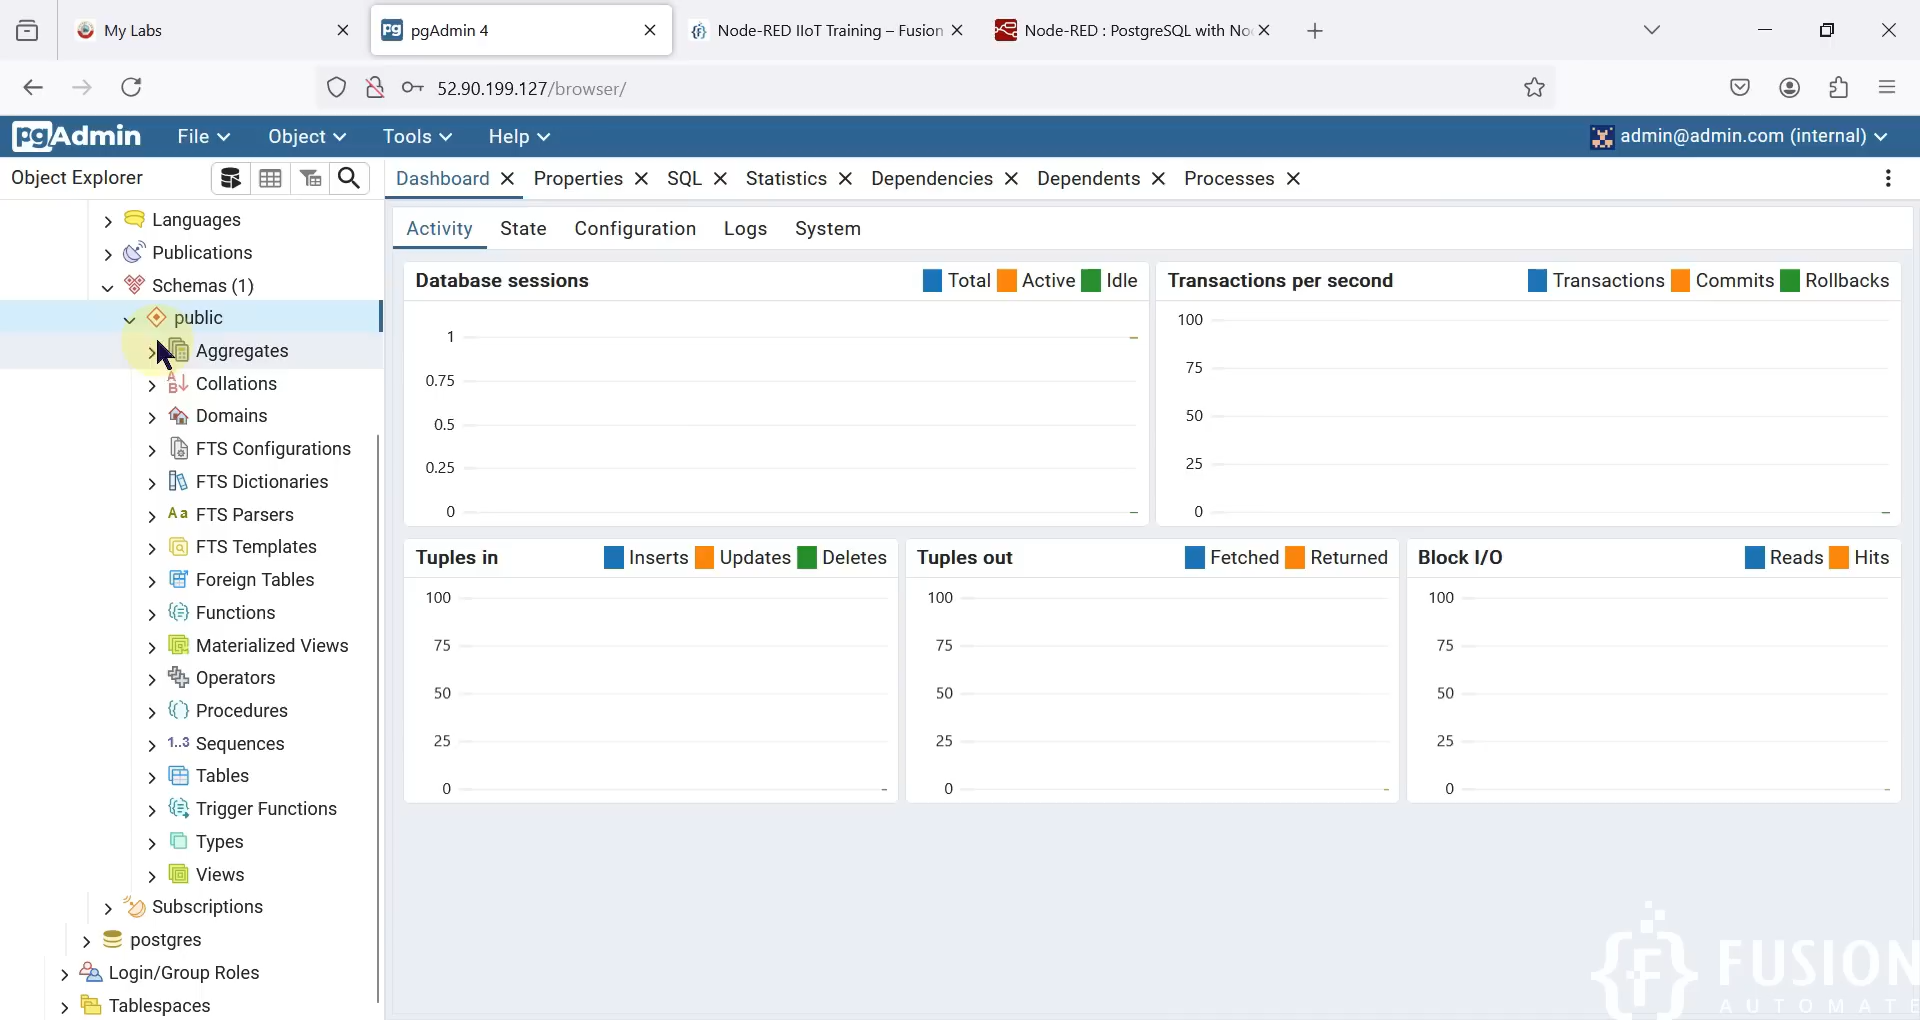 My Labs
pgAdmin 4
Node-RED IIoT Training – Fusion
Node-RED : PostgreSQL with No
52.90.199.127/browser/
pgAdmin
File
Object
Tools
Help
admin@admin.com (internal)
Object Explorer
Dashboard
Properties
SQL
Statistics
Dependencies
Dependents
Processes
Languages
Publications
Schemas (1)
public
Aggregates
Collations
Domains
FTS Configurations
FTS Dictionaries
Aa FTS Parsers
FTS Templates
Foreign Tables
Functions
Materialized Views
Operators
Procedures
1..3 Sequences
Tables
Trigger Functions
Types
Views
Subscriptions
postgres
Login/Group Roles
Tablespaces
Activity
State
Configuration
Logs
System
Database sessions
Total
Active
Idle
1
0.75
0.5
0.25
0
Transactions per second
Transactions
Commits
Rollbacks
100
75
50
25
0
Tuples in
Inserts
Updates
Deletes
100
75
50
25
0
Tuples out
Fetched
Returned
100
75
50
25
0
Block I/O
Reads
Hits
100
75
50
25
0
FUSION
AUTOMATE